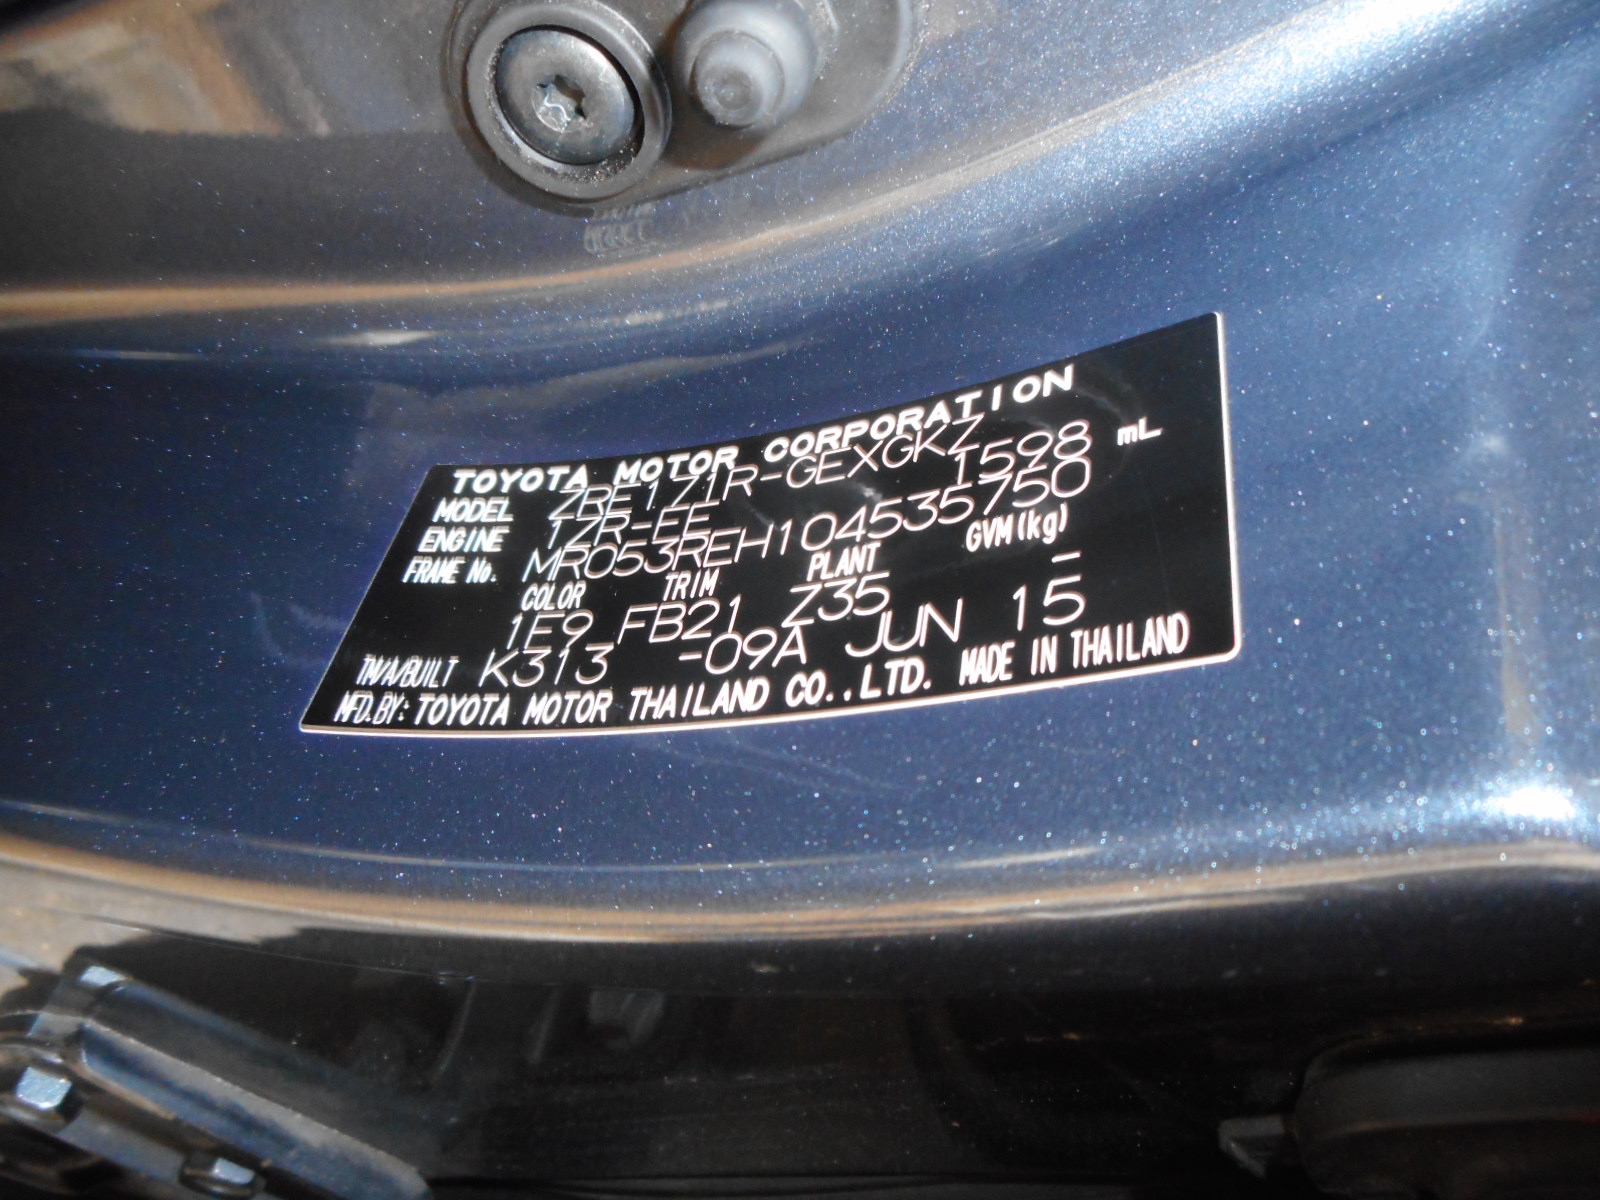 TOYOTA MOTOR CORPORATION
MODEL ZRE171R-GEXGKZ
ENGINE 1ZR-FE 1598 mL
FRAME No. MR053REH104535750
COLOR TRIM PLANT GVM(kg)
1E9 FB21 Z35 -
TM/A/BUILT K313 -09A JUN 15
MFD.BY: TOYOTA MOTOR THAILAND CO.,LTD. MADE IN THAILAND